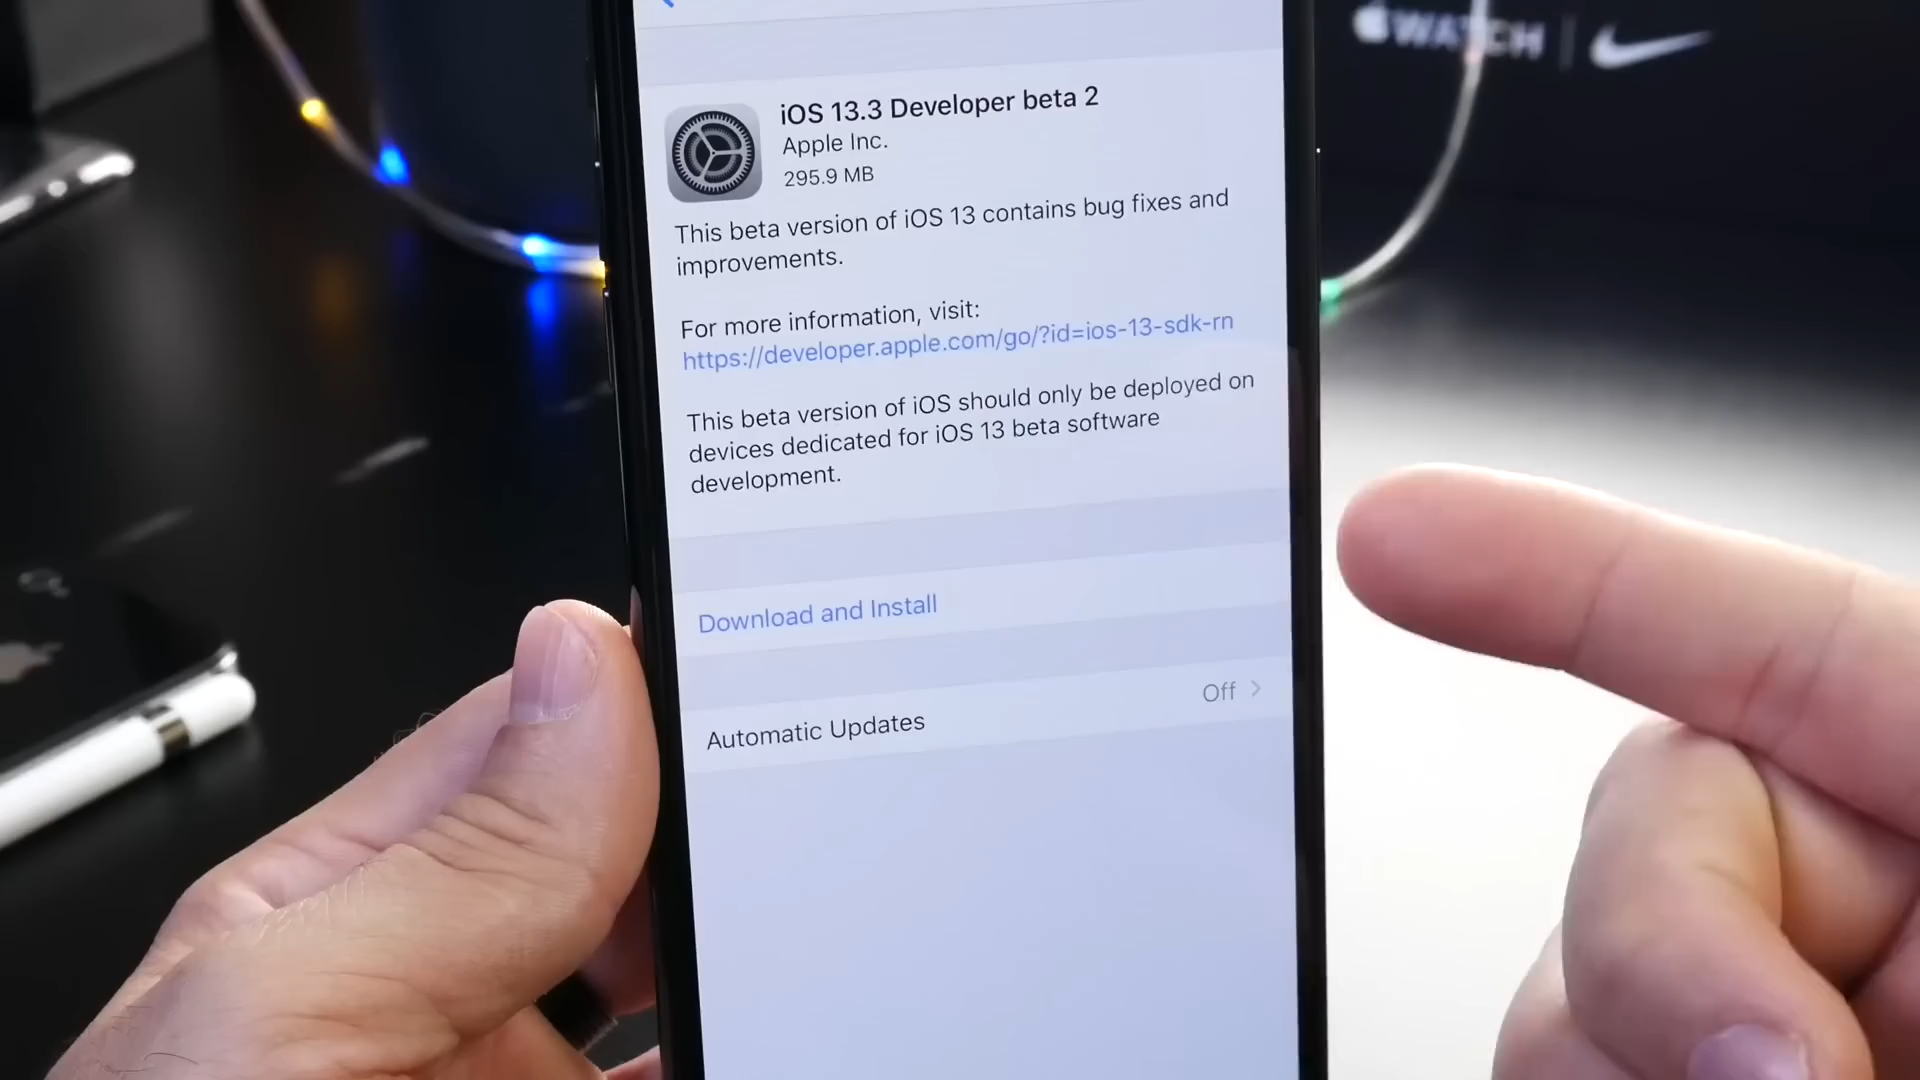 WATCH
iOS 13.3 Developer beta 2
Apple Inc.
295.9 MB
This beta version of iOS 13 contains bug fixes and
improvements.
For more information, visit:
https://developer.apple.com/go/?id=ios-13-sdk-rn
This beta version of iOS should only be deployed on
devices dedicated for iOS 13 beta software
development.
Download and Install
Automatic Updates Off